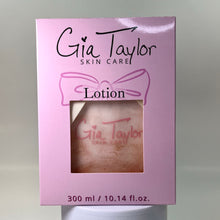 Gia Taylor
SKIN CARE
Lotion
Gia Taylor
SKIN CARE
300 ml / 10.14 fl.oz.